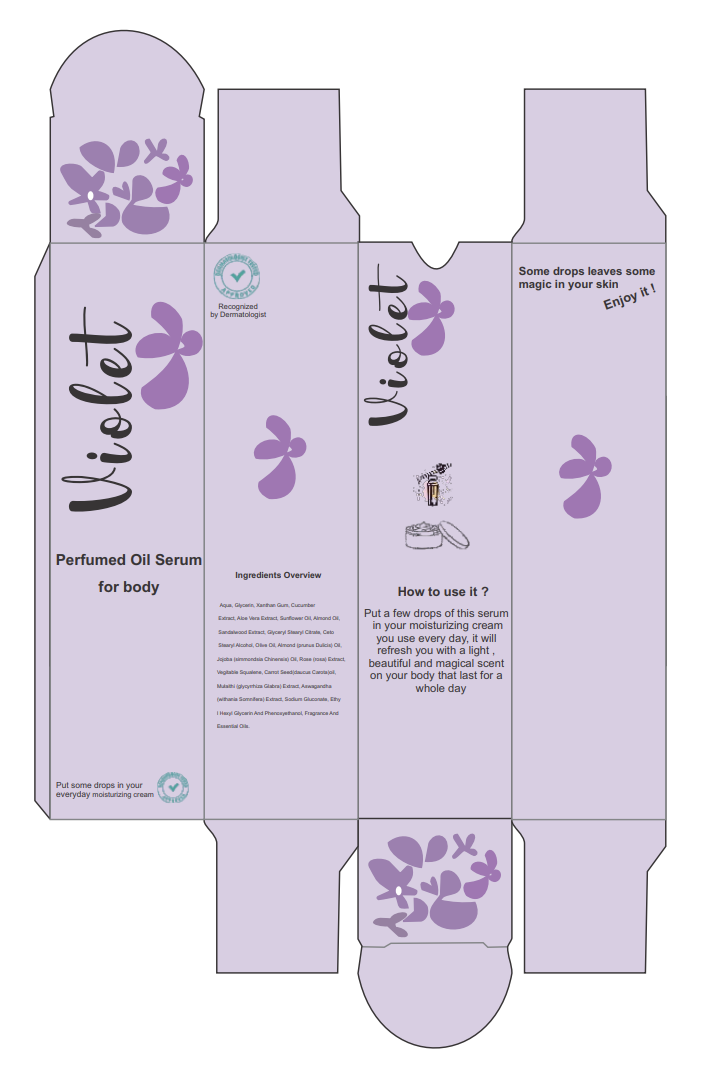 Violet
Perfumed Oil Serum
for body
Put some drops in your
everyday moisturizing cream
APPROVED
Recognized
by Dermatologist
Ingredients Overview
Aqua, Glycerin, Xanthan Gum, Cucumber
Extract, Aloe Vera Extract, Sunflower Oil, Almond Oil,
Sandalwood Extract, Glyceryl Stearyl Citrate, Ceto
Stearyl Alcohol, Olive Oil, Almond (prunus Dulcis) Oil,
Jojoba (simmondsia Chinensis) Oil, Rose (rosa) Extract,
Vegitable Squalene, Carrot Seed(daucus Carota)oil,
Mulaithi (glycyrrhiza Glabra) Extract, Aswagandha
(withania Somnifera) Extract, Sodium Gluconate, Ethy
l Hexyl Glycerin And Phenoxyethanol, Fragrance And
Essential Oils.
Violet
How to use it ?
Put a few drops of this serum
in your moisturizing cream
you use every day, it will
refresh you with a light ,
beautiful and magical scent
on your body that last for a
whole day
Some drops leaves some
magic in your skin
Enjoy it !